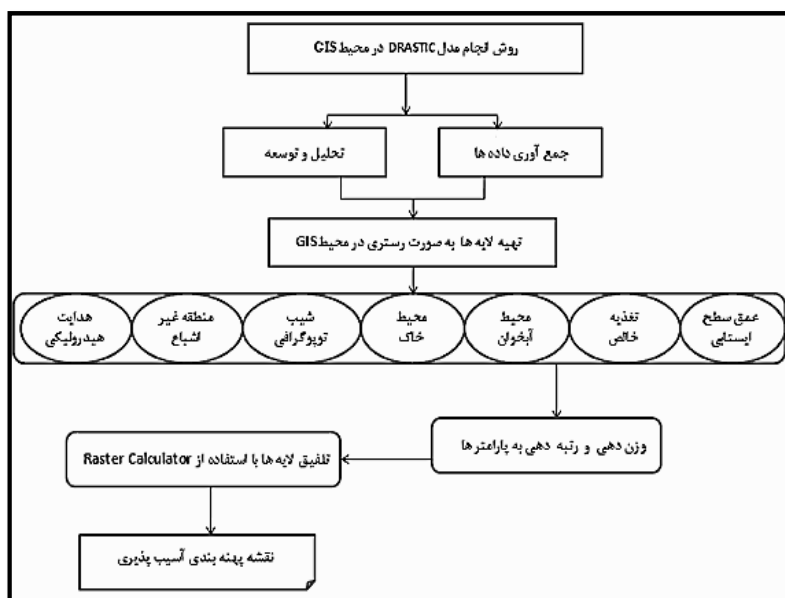 روش انجام مدل DRASTIC در محیط GIS
جمع آوری داده ها
تحلیل و توسعه
تهیه لایه ها به صورت رستری در محیط GIS
عمق سطح
ایستابی
تغذیه
خالص
محیط
آبخوان
محیط
خاک
شیب
توپوگرافی
منطقه غیر
اشباع
هدایت
هیدرولیکی
وزن دهی و رتبه دهی به پارامتر ها
تلفیق لایه ها با استفاده از Raster Calculator
نقشه پهنه بندی آسیب پذیری